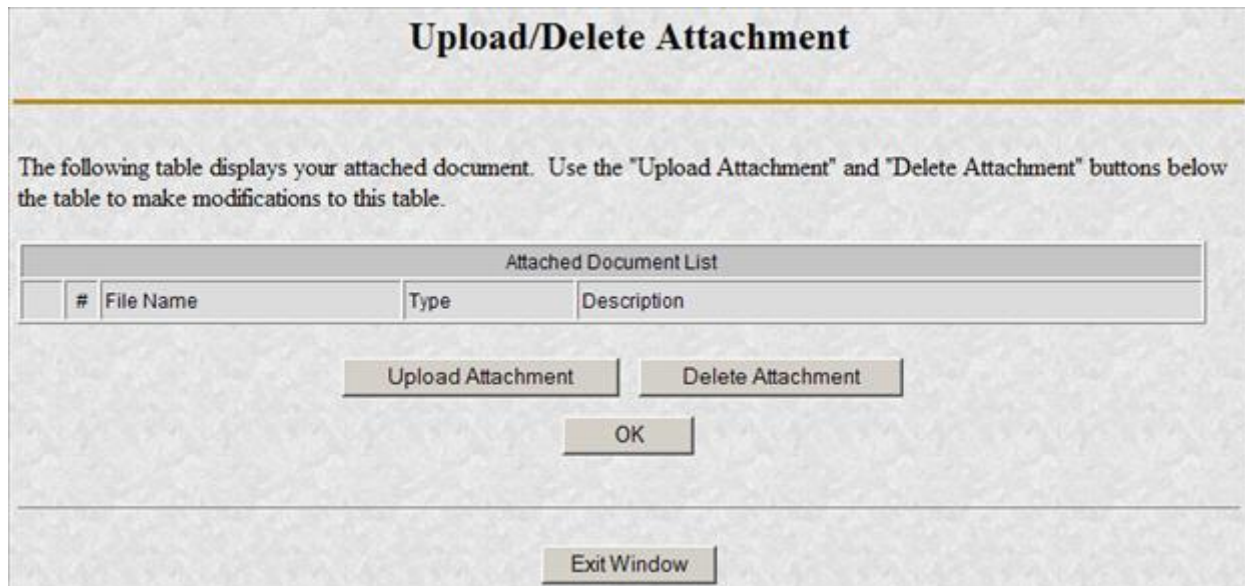 Upload/Delete Attachment
The following table displays your attached document.  Use the "Upload Attachment" and "Delete Attachment" buttons below
the table to make modifications to this table.
Attached Document List
# File Name Type Description
Upload Attachment Delete Attachment
OK
Exit Window